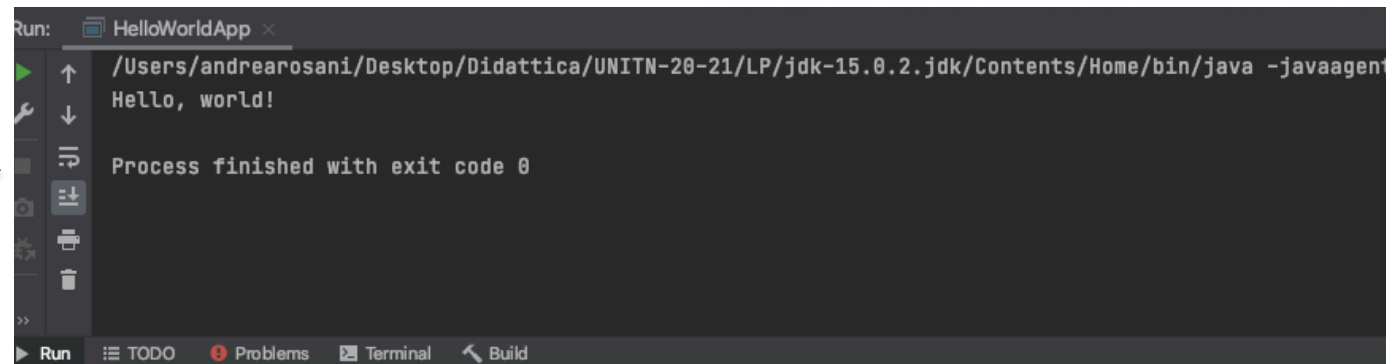 Run: HelloWorldApp ×
/Users/andrearosani/Desktop/Didattica/UNITN-20-21/LP/jdk-15.0.2.jdk/Contents/Home/bin/java -javaagent
Hello, world!
Process finished with exit code 0
Run TODO Problems Terminal Build